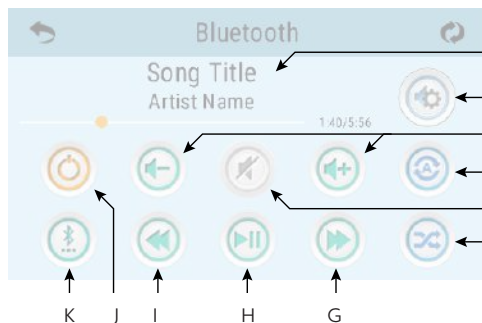 Bluetooth
Song Title
Artist Name
1:40/5:56
A
K J I H G